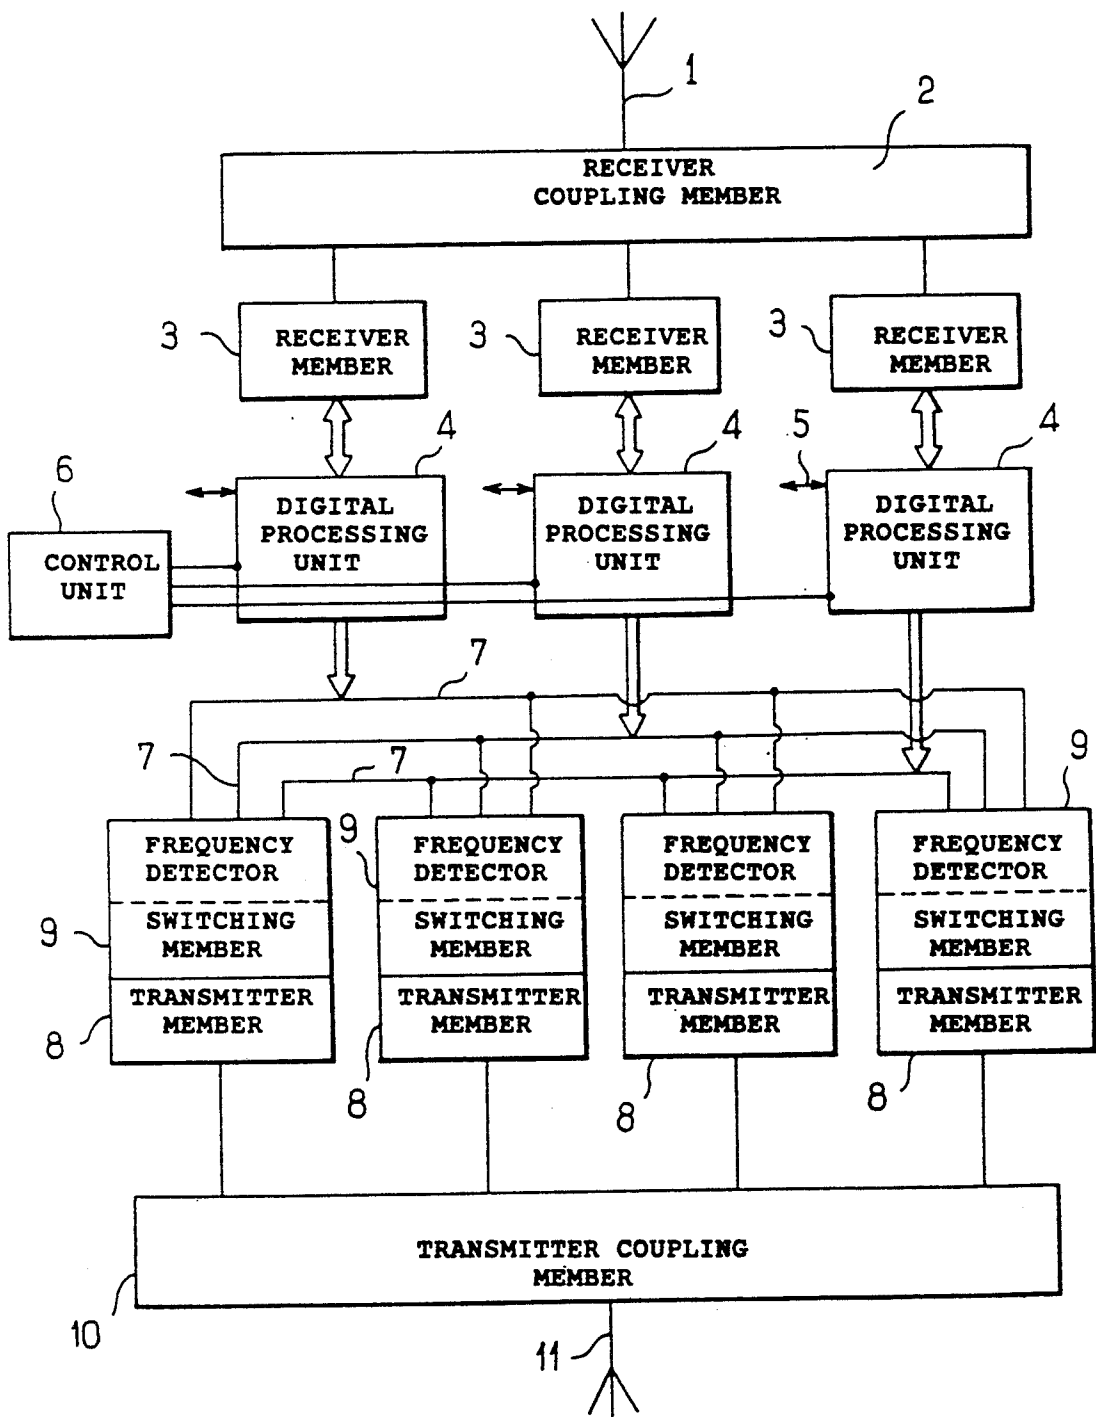 1
2
RECEIVER
COUPLING MEMBER
3
RECEIVER
MEMBER
3
RECEIVER
MEMBER
3
RECEIVER
MEMBER
4
4
5
4
6
CONTROL
UNIT
DIGITAL
PROCESSING
UNIT
DIGITAL
PROCESSING
UNIT
DIGITAL
PROCESSING
UNIT
7
7
7
9
9
FREQUENCY
DETECTOR
SWITCHING
MEMBER
TRANSMITTER
MEMBER
FREQUENCY
DETECTOR
SWITCHING
MEMBER
TRANSMITTER
MEMBER
FREQUENCY
DETECTOR
SWITCHING
MEMBER
TRANSMITTER
MEMBER
FREQUENCY
DETECTOR
SWITCHING
MEMBER
TRANSMITTER
MEMBER
9
8
8
8
8
TRANSMITTER COUPLING
MEMBER
10
11